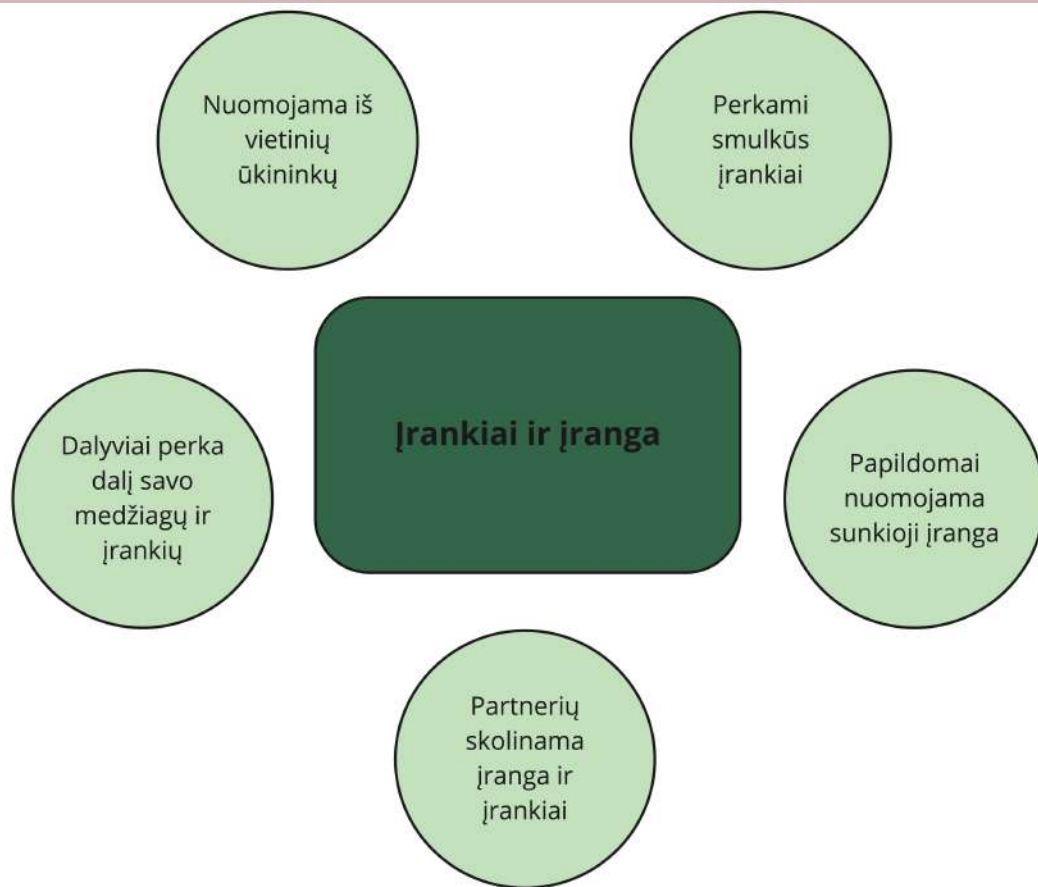 Nuomojama iš
vietinių
ūkininkų
Perkami
smulkūs
įrankiai
Įrankiai ir įranga
Dalyviai perka
dalį savo
medžiagų ir
įrankių
Papildomai
nuomojama
sunkioji įranga
Partnerių
skolinama
įranga ir
įrankiai